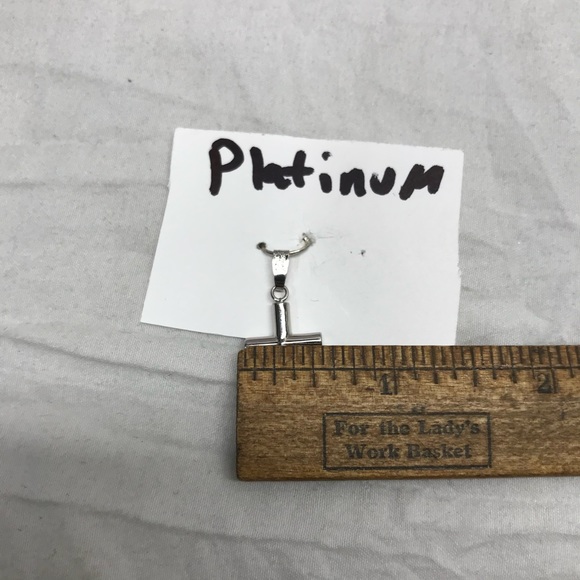 Platinum
1 2
For the Lady's
Work Basket